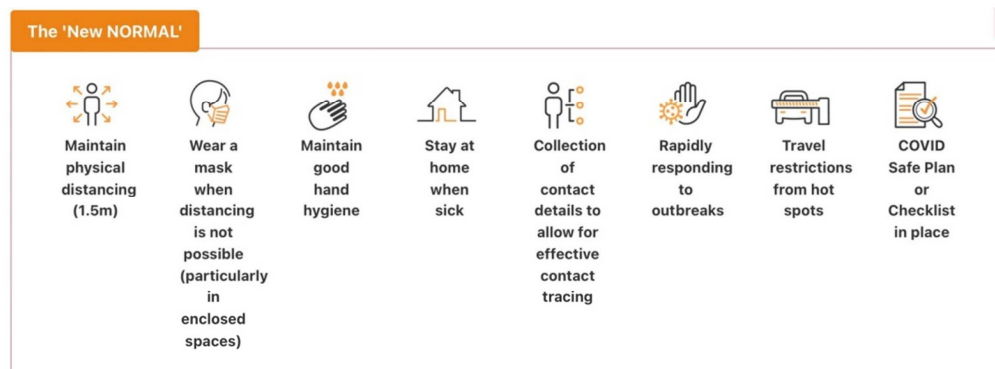 The 'New NORMAL'
Maintain
physical
distancing
(1.5m)
Wear a
mask
when
distancing
is not
possible
(particularly
in
enclosed
spaces)
Maintain
good
hand
hygiene
Stay at
home
when
sick
Collection
of
contact
details to
allow for
effective
contact
tracing
Rapidly
responding
to
outbreaks
Travel
restrictions
from hot
spots
COVID
Safe Plan
or
Checklist
in place